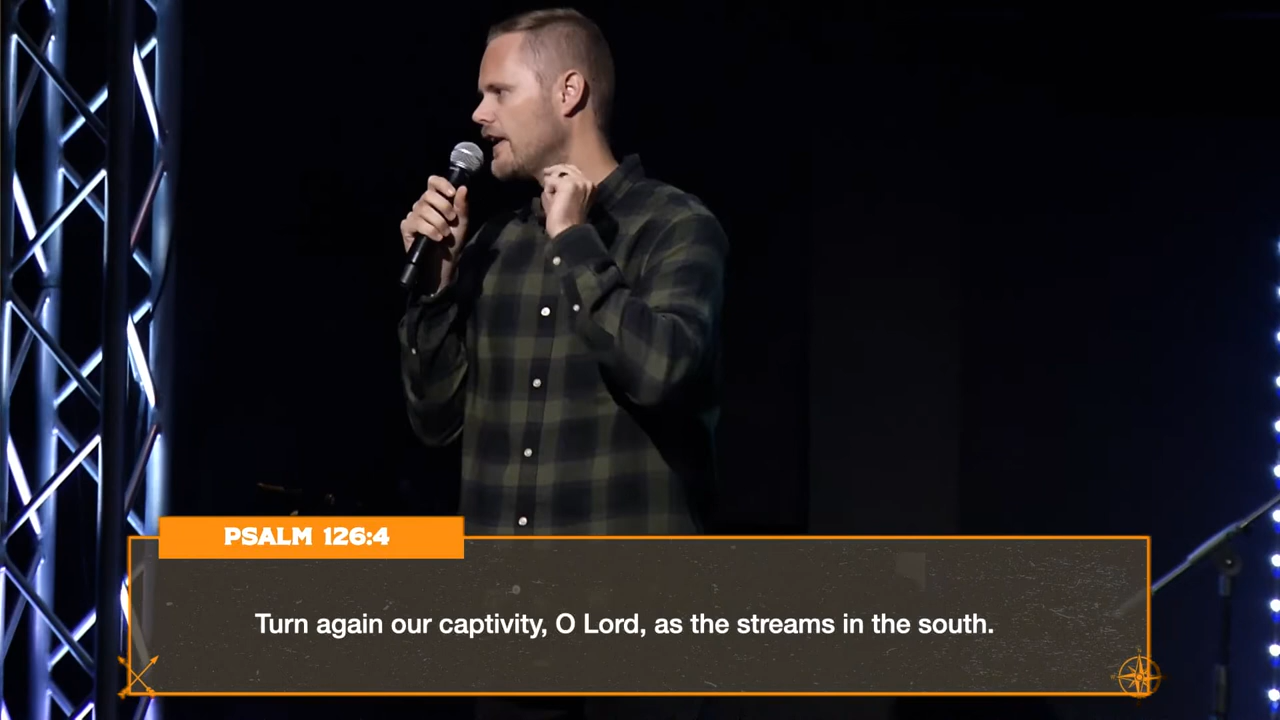 PSALM 126:4
Turn again our captivity, O Lord, as the streams in the south.